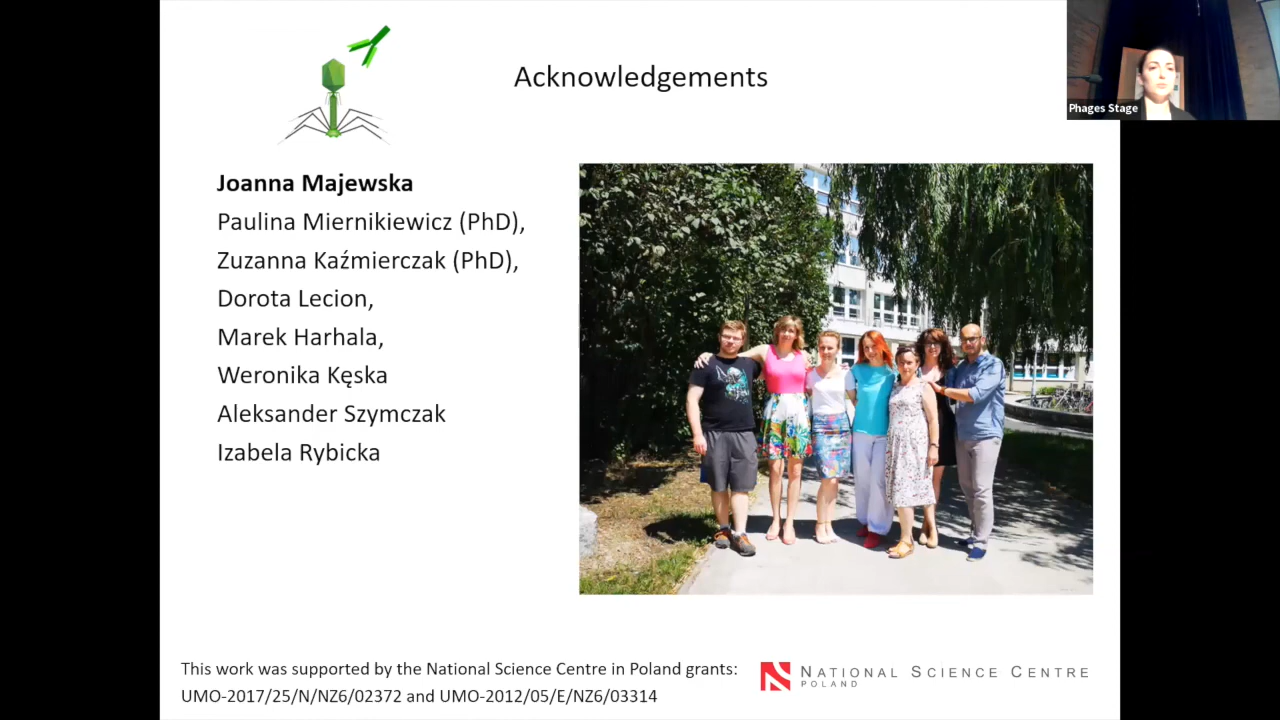 Acknowledgements
Phages Stage
Joanna Majewska
Paulina Miernikiewicz (PhD),
Zuzanna Kaźmierczak (PhD),
Dorota Lecion,
Marek Harhala,
Weronika Kęska
Aleksander Szymczak
Izabela Rybicka
This work was supported by the National Science Centre in Poland grants:
UMO-2017/25/N/NZ6/02372 and UMO-2012/05/E/NZ6/03314
NATIONAL SCIENCE CENTRE
POLAND